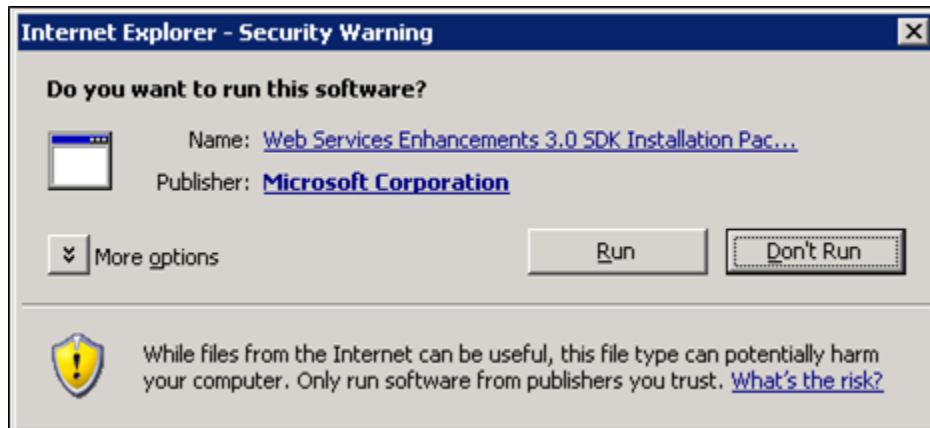 Internet Explorer - Security Warning
Do you want to run this software?
Name: Web Services Enhancements 3.0 SDK Installation Pac...
Publisher: Microsoft Corporation
More options
Run
Don't Run
While files from the Internet can be useful, this file type can potentially harm
your computer. Only run software from publishers you trust. What's the risk?